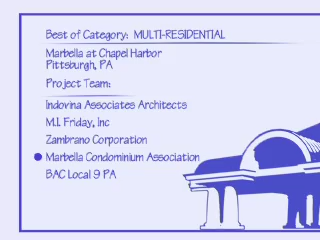 Best of Category: MULTI-RESIDENTIAL
Marbella at Chapel Harbor
Pittsburgh, PA
Project Team:
Indovina Associates Architects
M.I. Friday, Inc
Zambrano Corporation
Marbella Condominium Association
BAC Local 9 PA